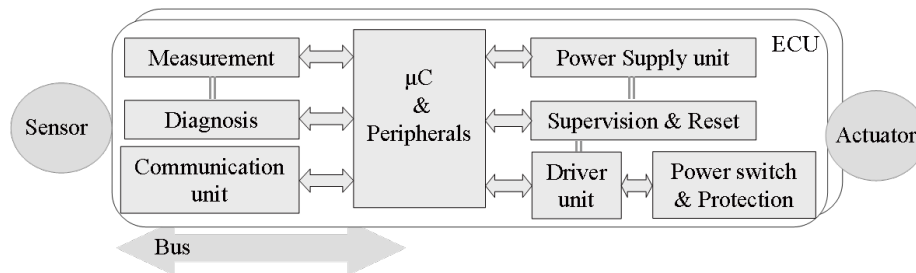 ECU
Measurement
Power Supply unit
µC
&
Peripherals
Sensor
Diagnosis
Supervision & Reset
Actuator
Communication
unit
Driver
unit
Power switch
& Protection
Bus